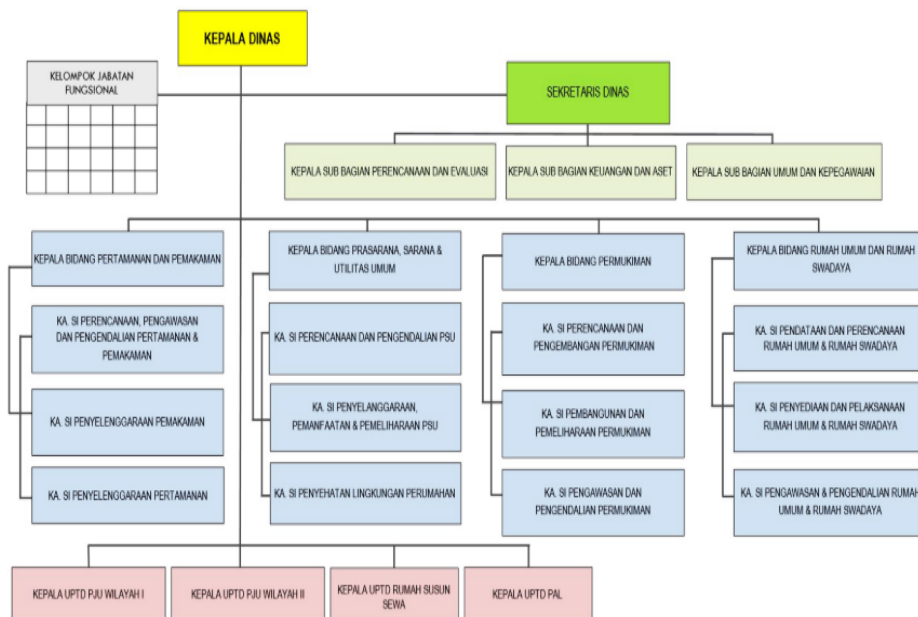 KEPALA DINAS
KELOMPOK JABATAN
FUNGSIONAL
SEKRETARIS DINAS
KEPALA SUB BAGIAN PERENCANAAN DAN EVALUASI
KEPALA SUB BAGIAN KEUANGAN DAN ASET
KEPALA SUB BAGIAN UMUM DAN KEPEGAWAIAN
KEPALA BIDANG PERTAMANAN DAN PEMAKAMAN
KEPALA BIDANG PRASARANA, SARANA &
UTILITAS UMUM
KEPALA BIDANG PERMUKIMAN
KEPALA BIDANG RUMAH UMUM DAN RUMAH
SWADAYA
KA. SI PERENCANAAN, PENGAWASAN
DAN PENGENDALIAN PERTAMANAN &
PEMAKAMAN
KA. SI PERENCANAAN DAN PENGENDALIAN PSU
KA. SI PERENCANAAN DAN
PENGEMBANGAN PERMUKIMAN
KA. SI PENDATAAN DAN PERENCANAAN
RUMAH UMUM & RUMAH SWADAYA
KA. SI PENYELENGGARAAN PEMAKAMAN
KA. SI PENYELANGGARAAN,
PEMANFAATAN & PEMELIHARAAN PSU
KA. SI PEMBANGUNAN DAN
PEMELIHARAAN PERMUKIMAN
KA. SI PENYEDIAAN DAN PELAKSANAAN
RUMAH UMUM & RUMAH SWADAYA
KA. SI PENYELENGGARAAN PERTAMANAN
KA. SI PENYEHATAN LINGKUNGAN PERUMAHAN
KA. SI PENGAWASAN DAN
PENGENDALIAN PERMUKIMAN
KA. SI PENGAWASAN & PENGENDALIAN RUMAH
UMUM & RUMAH SWADAYA
KEPALA UPTD PJU WILAYAH I
KEPALA UPTD PJU WILAYAH II
KEPALA UPTD RUMAH SUSUN
SEWA
KEPALA UPTD PAL